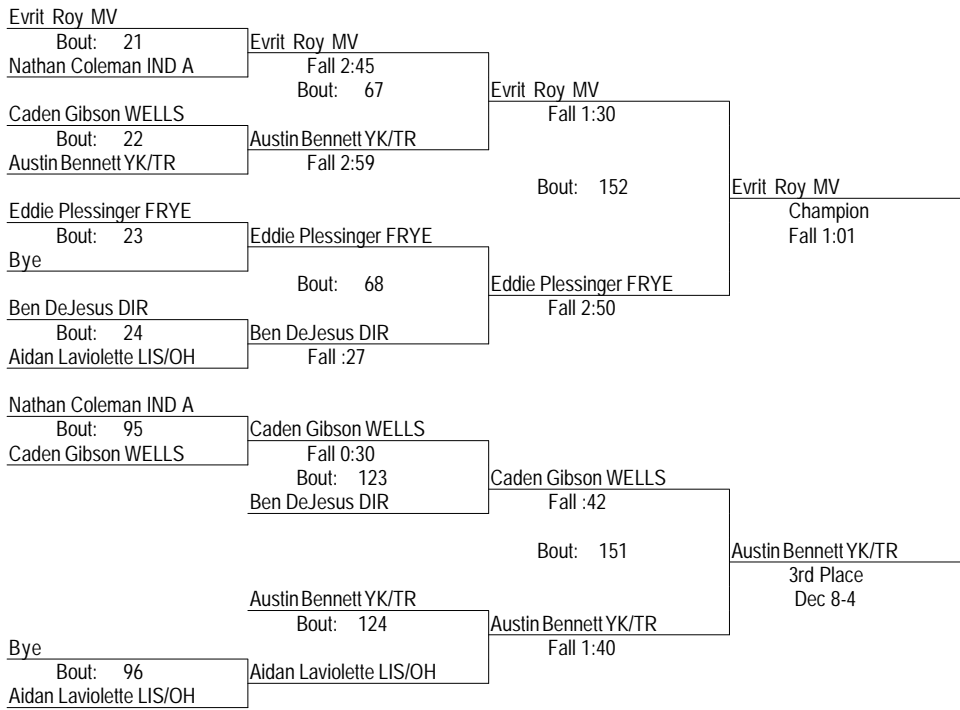 Evrit Roy MV
Bout: 21
Nathan Coleman IND A
Evrit Roy MV
Fall 2:45
Bout: 67
Caden Gibson WELLS
Bout: 22
Austin Bennett YK/TR
Austin Bennett YK/TR
Fall 2:59
Evrit Roy MV
Fall 1:30
Bout: 152
Eddie Plessinger FRYE
Bout: 23
Bye
Eddie Plessinger FRYE
Bout: 68
Ben DeJesus DIR
Bout: 24
Aidan Laviolette LIS/OH
Ben DeJesus DIR
Fall :27
Eddie Plessinger FRYE
Fall 2:50
Evrit Roy MV
Champion
Fall 1:01
Nathan Coleman IND A
Bout: 95
Caden Gibson WELLS
Caden Gibson WELLS
Fall 0:30
Bout: 123
Ben DeJesus DIR
Caden Gibson WELLS
Fall :42
Bout: 151
Austin Bennett YK/TR
Bout: 124
Bye
Bout: 96
Aidan Laviolette LIS/OH
Aidan Laviolette LIS/OH
Austin Bennett YK/TR
Fall 1:40
Austin Bennett YK/TR
3rd Place
Dec 8-4